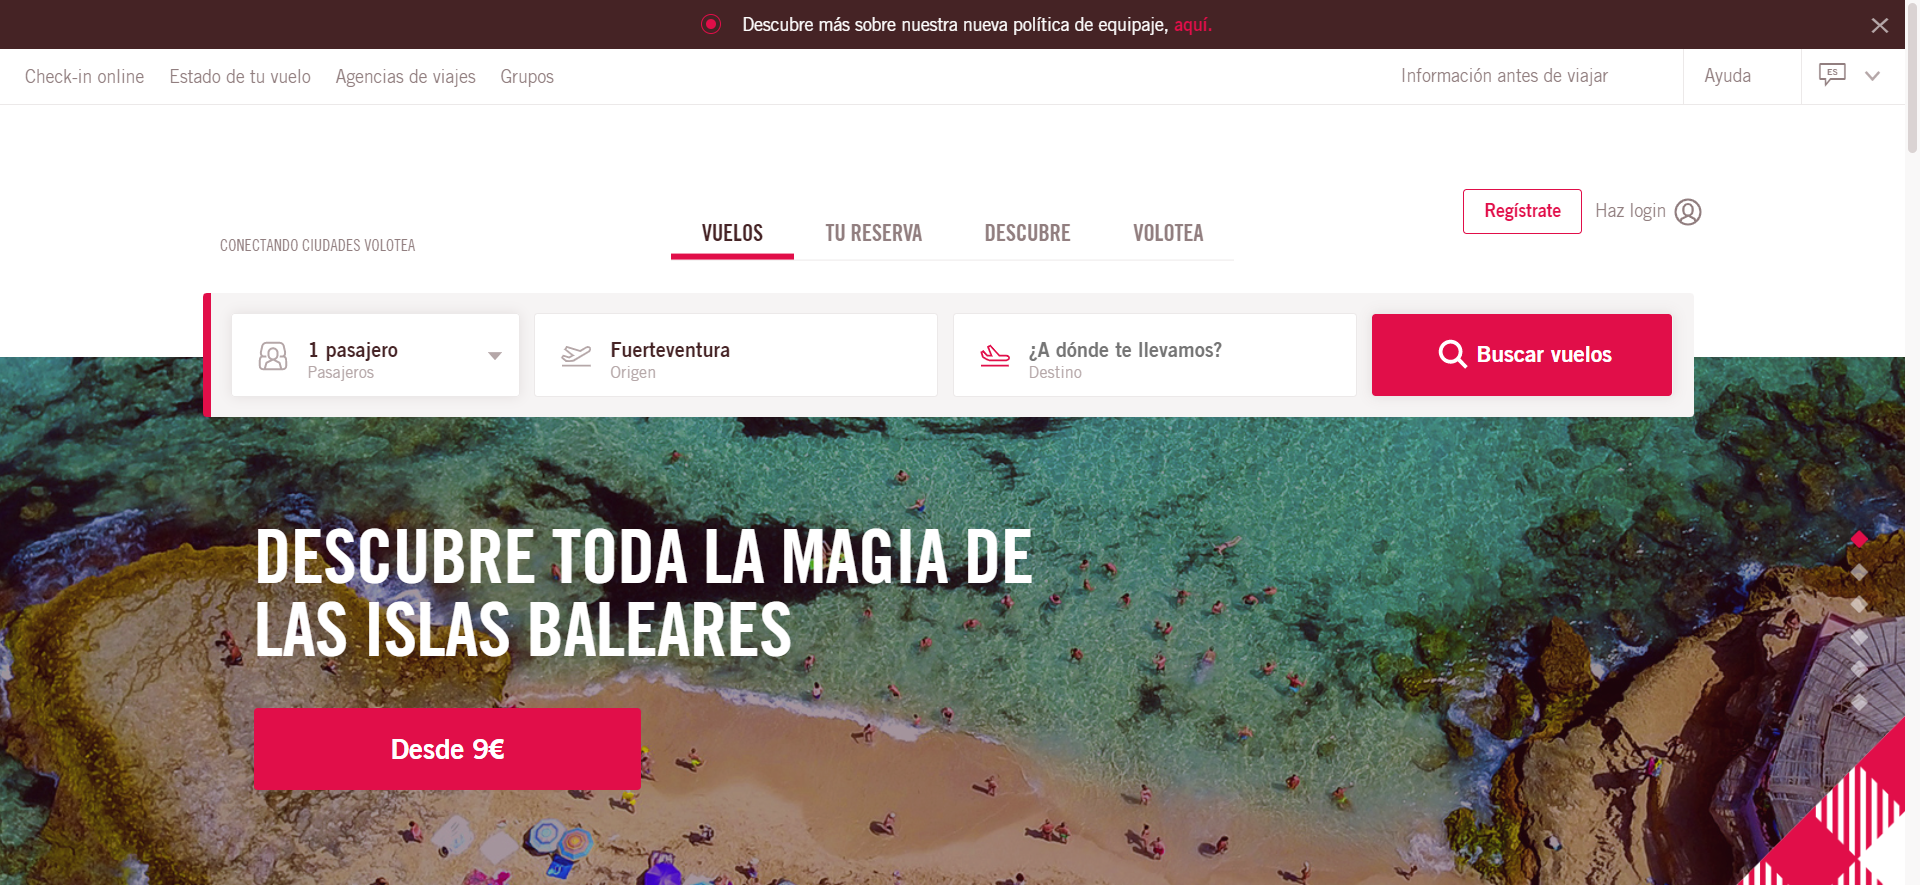 Descubre más sobre nuestra nueva política de equipaje, aquí.
Check-in online
Estado de tu vuelo
Agencias de viajes
Grupos
Información antes de viajar
Ayuda
ES
CONECTANDO CIUDADES VOLOTEA
VUELOS
TU RESERVA
DESCUBRE
VOLOTEA
Regístrate
Haz login
1 pasajero
Pasajeros
Fuerteventura
Origen
¿A dónde te llevamos?
Destino
Buscar vuelos
DESCUBRE TODA LA MAGIA DE
LAS ISLAS BALEARES
Desde 9€